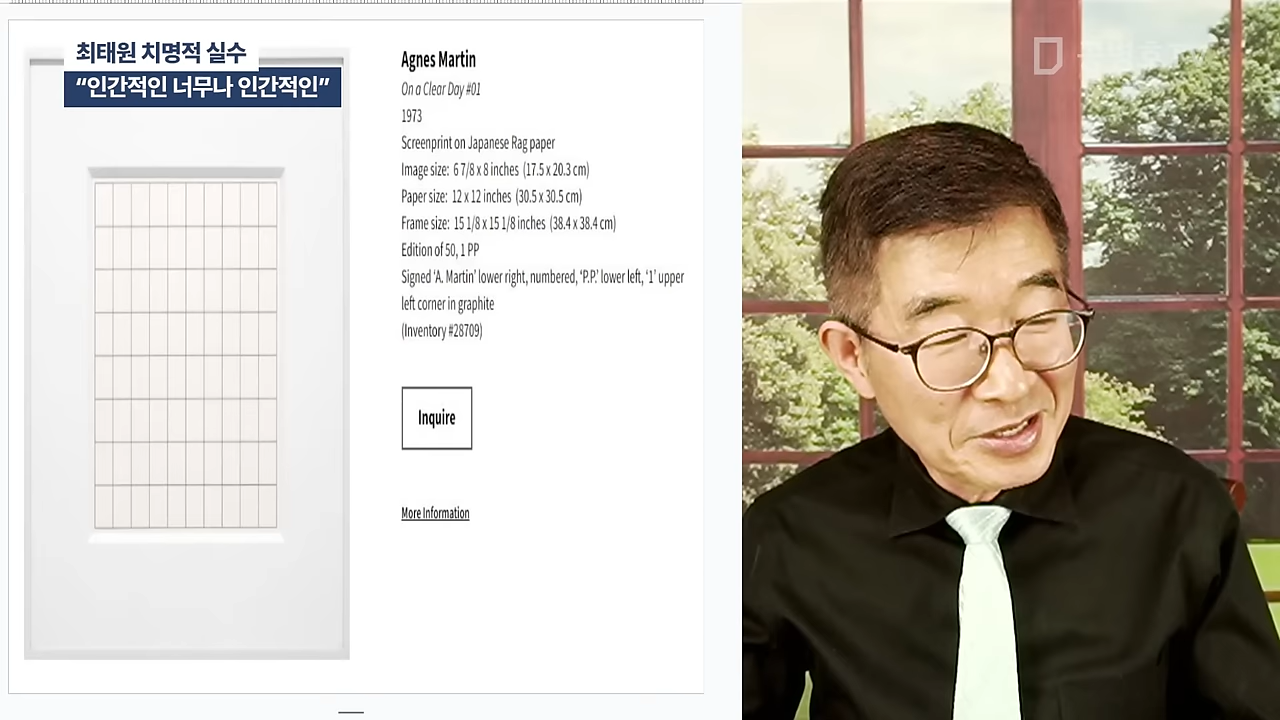 최태원 치명적 실수
“인간적인 너무나 인간적인”
Agnes Martin
On a Clear Day #01
1973
Screenprint on Japanese Rag paper
Image size: 6 7/8 x 8 inches (17.5 x 20.3 cm)
Paper size: 12 x 12 inches (30.5 x 30.5 cm)
Frame size: 15 1/8 x 15 1/8 inches (38.4 x 38.4 cm)
Edition of 50, 1 PP
Signed ‘A. Martin’ lower right, numbered, ‘P.P.’ lower left, ‘1’ upper
left corner in graphite
(Inventory #28709)
Inquire
More Information